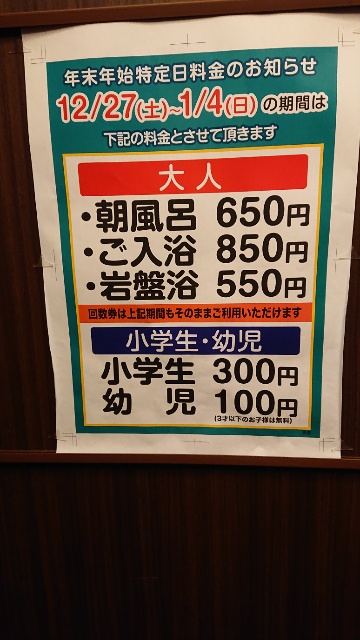 年末年始特定日料金のお知らせ
12/27(土)~1/4(日)の期間は
下記の料金とさせて頂きます
大人
・朝風呂 650円
・ご入浴 850円
・岩盤浴 550円
回数券は上記期間もそのままご利用いただけます
小学生・幼児
小学生 300円
幼児 100円
(3才以下のお子様は無料)